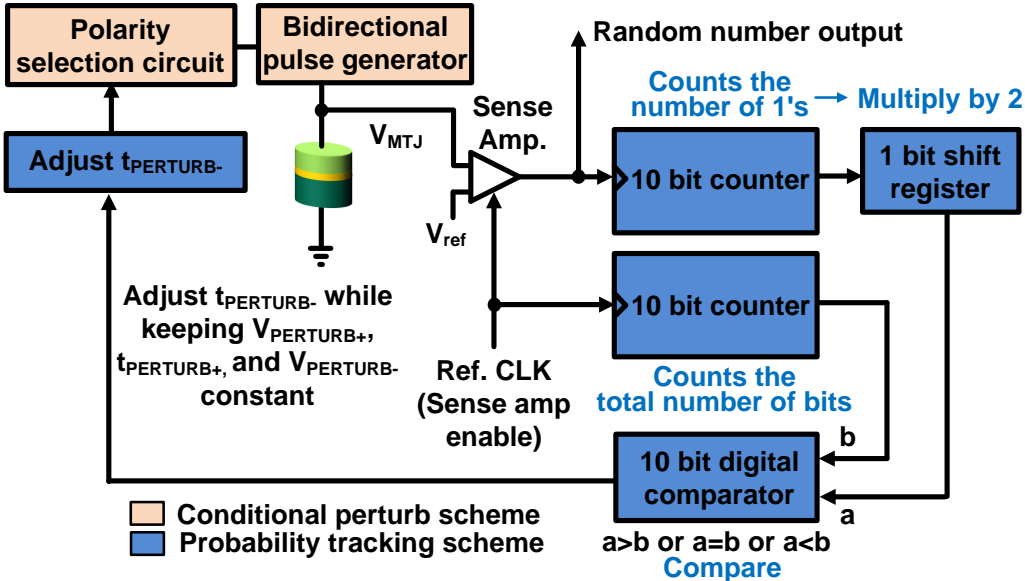 Polarity
selection circuit
Bidirectional
pulse generator
Random number output
Counts the
number of 1's
Multiply by 2
Sense
Amp.
VMTJ
Adjust tPERTURB-
10 bit counter
1 bit shift
register
Vref
10 bit counter
Adjust tPERTURB- while
keeping VPERTURB+,
tPERTURB+, and VPERTURB-
constant
Ref. CLK
(Sense amp
enable)
Counts the
total number of bits
b
10 bit digital
comparator
a
Conditional perturb scheme
Probability tracking scheme
a>b or a=b or a<b
Compare